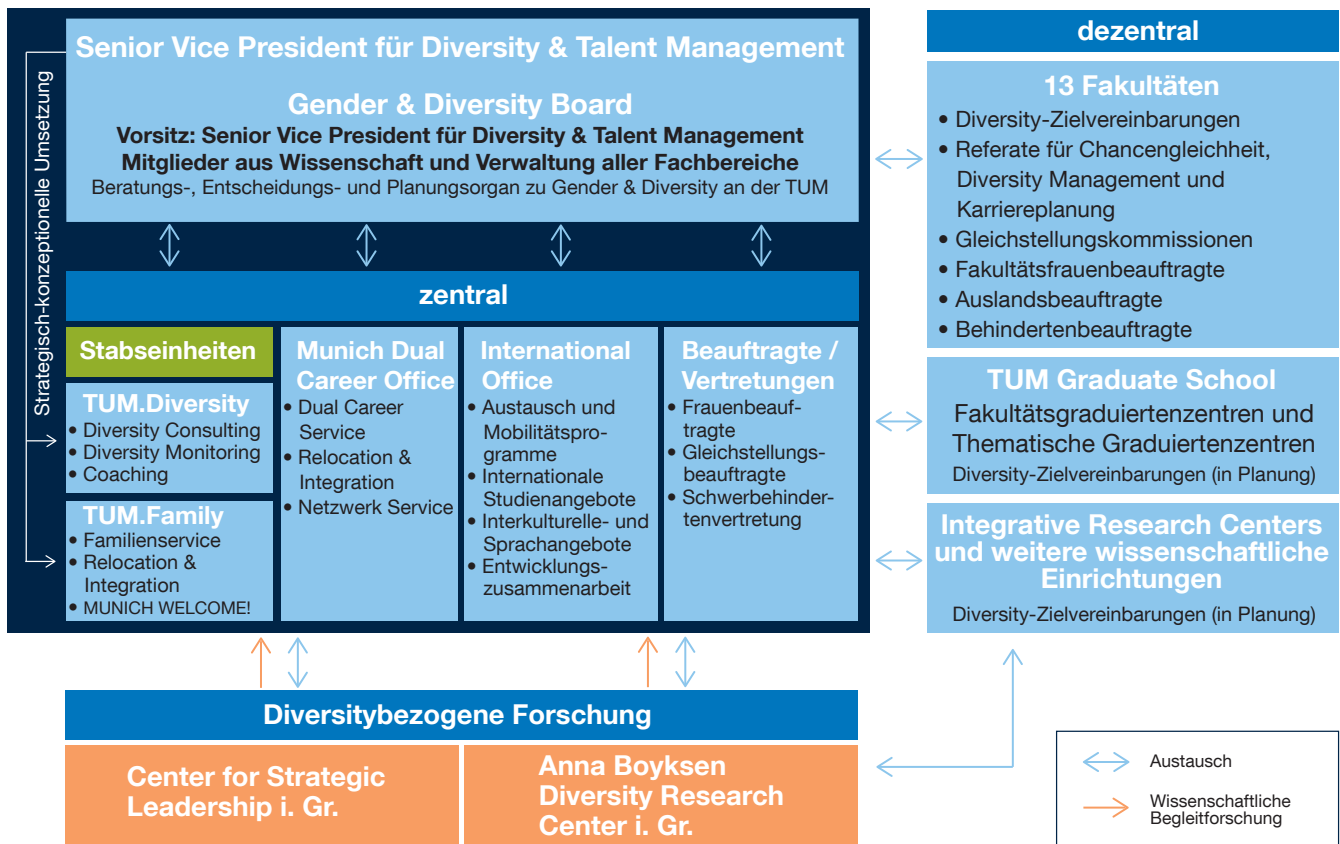 Senior Vice President für Diversity & Talent Management
Gender & Diversity Board
Vorsitz: Senior Vice President für Diversity & Talent Management
Mitglieder aus Wissenschaft und Verwaltung aller Fachbereiche
Beratungs-, Entscheidungs- und Planungsorgan zu Gender & Diversity an der TUM
Strategisch-konzeptionelle Umsetzung
zentral
Stabseinheiten
TUM.Diversity
• Diversity Consulting
• Diversity Monitoring
• Coaching
TUM.Family
• Familienservice
• Relocation &
Integration
• MUNICH WELCOME!
Munich Dual
Career Office
• Dual Career
Service
• Relocation &
Integration
• Netzwerk Service
International
Office
• Austausch und
Mobilitätspro-
gramme
• Internationale
Studienangebote
• Interkulturelle- und
Sprachangebote
• Entwicklungs-
zusammenarbeit
Beauftragte /
Vertretungen
• Frauenbeauf-
tragte
• Gleichstellungs-
beauftragte
• Schwerbehinder-
tenvertretung
dezentral
13 Fakultäten
• Diversity-Zielvereinbarungen
• Referate für Chancengleichheit,
Diversity Management und
Karriereplanung
• Gleichstellungskommissionen
• Fakultätsfrauenbeauftragte
• Auslandsbeauftragte
• Behindertenbeauftragte
TUM Graduate School
Fakultätsgraduiertenzentren und
Thematische Graduiertenzentren
Diversity-Zielvereinbarungen (in Planung)
Integrative Research Centers
und weitere wissenschaftliche
Einrichtungen
Diversity-Zielvereinbarungen (in Planung)
Diversitybezogene Forschung
Center for Strategic
Leadership i. Gr.
Anna Boyksen
Diversity Research
Center i. Gr.
Austausch
Wissenschaftliche
Begleitforschung